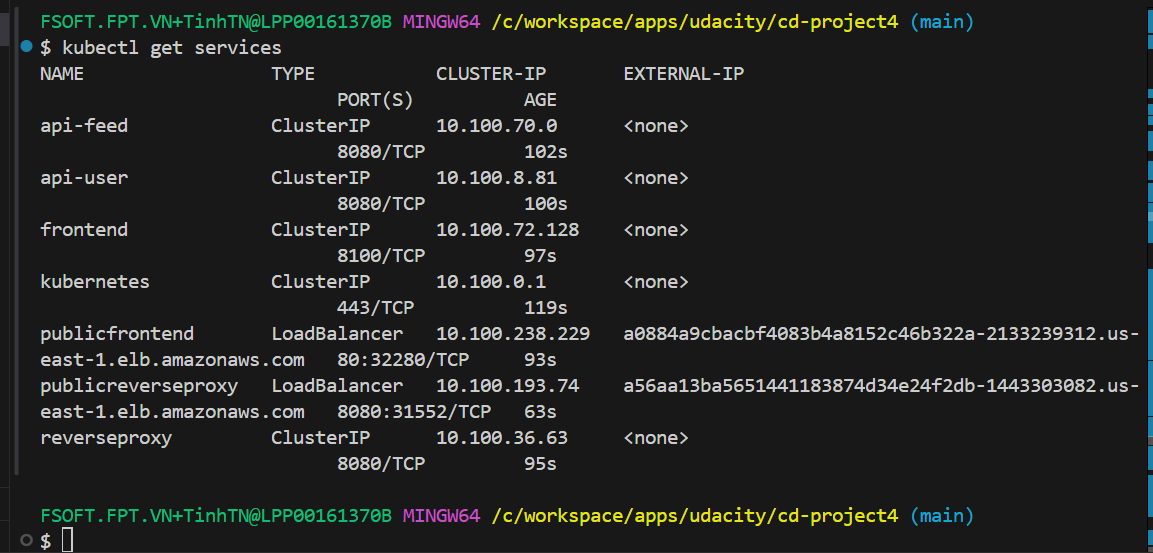 FSOFT.FPT.VN+TinhTN@LPP00161370B MINGW64 /c/workspace/apps/udacity/cd-project4 (main)
$ kubectl get services
NAME TYPE CLUSTER-IP EXTERNAL-IP
PORT(S) AGE
api-feed ClusterIP 10.100.70.0 <none>
8080/TCP 102s
api-user ClusterIP 10.100.8.81 <none>
8080/TCP 100s
frontend ClusterIP 10.100.72.128 <none>
8100/TCP 97s
kubernetes ClusterIP 10.100.0.1 <none>
443/TCP 119s
publicfrontend LoadBalancer 10.100.238.229 a0884a9cbacbf4083b4a8152c46b322a-2133239312.us-
east-1.elb.amazonaws.com 80:32280/TCP 93s
publicreverseproxy LoadBalancer 10.100.193.74 a56aa13ba5651441183874d34e24f2db-1443303082.us-
east-1.elb.amazonaws.com 8080:31552/TCP 63s
reverseproxy ClusterIP 10.100.36.63 <none>
8080/TCP 95s
FSOFT.FPT.VN+TinhTN@LPP00161370B MINGW64 /c/workspace/apps/udacity/cd-project4 (main)
$